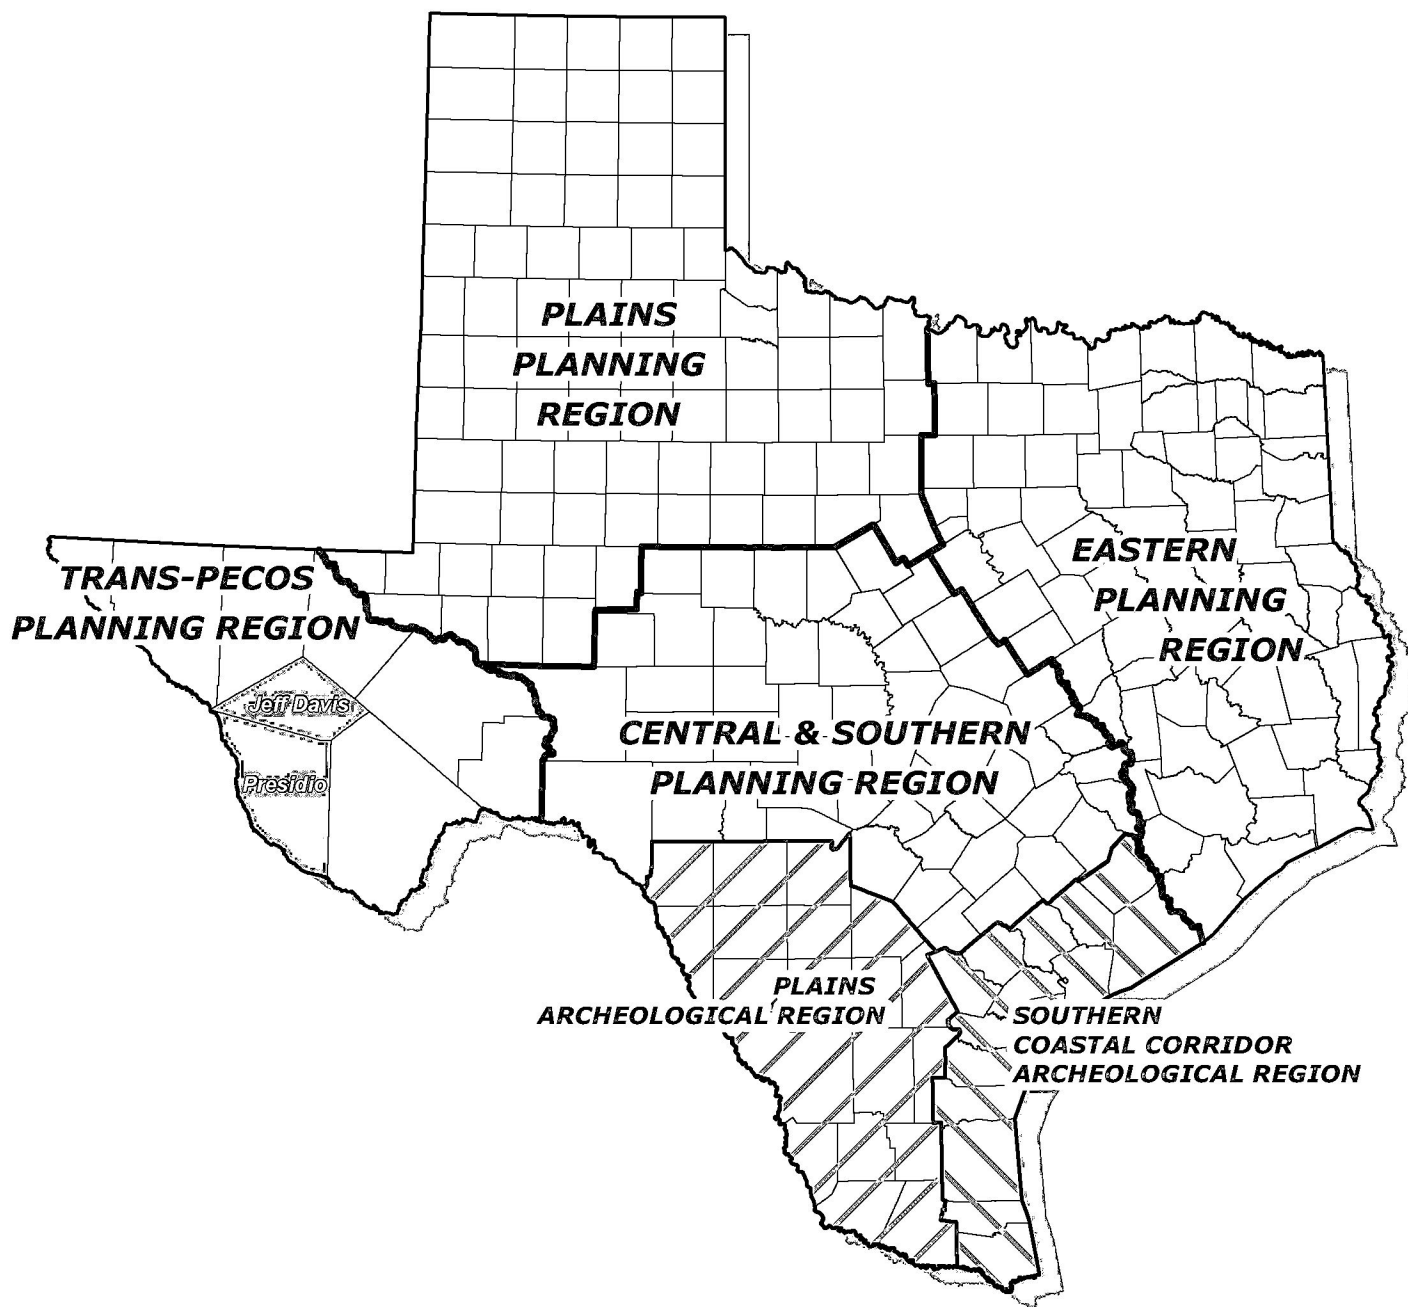 PLAINS
PLANNING
REGION
TRANS-PECOS
PLANNING REGION
EASTERN
PLANNING
REGION
Jeff Davis
Presidio
CENTRAL & SOUTHERN
PLANNING REGION
PLAINS
ARCHEOLOGICAL REGION
SOUTHERN
COASTAL CORRIDOR
ARCHEOLOGICAL REGION